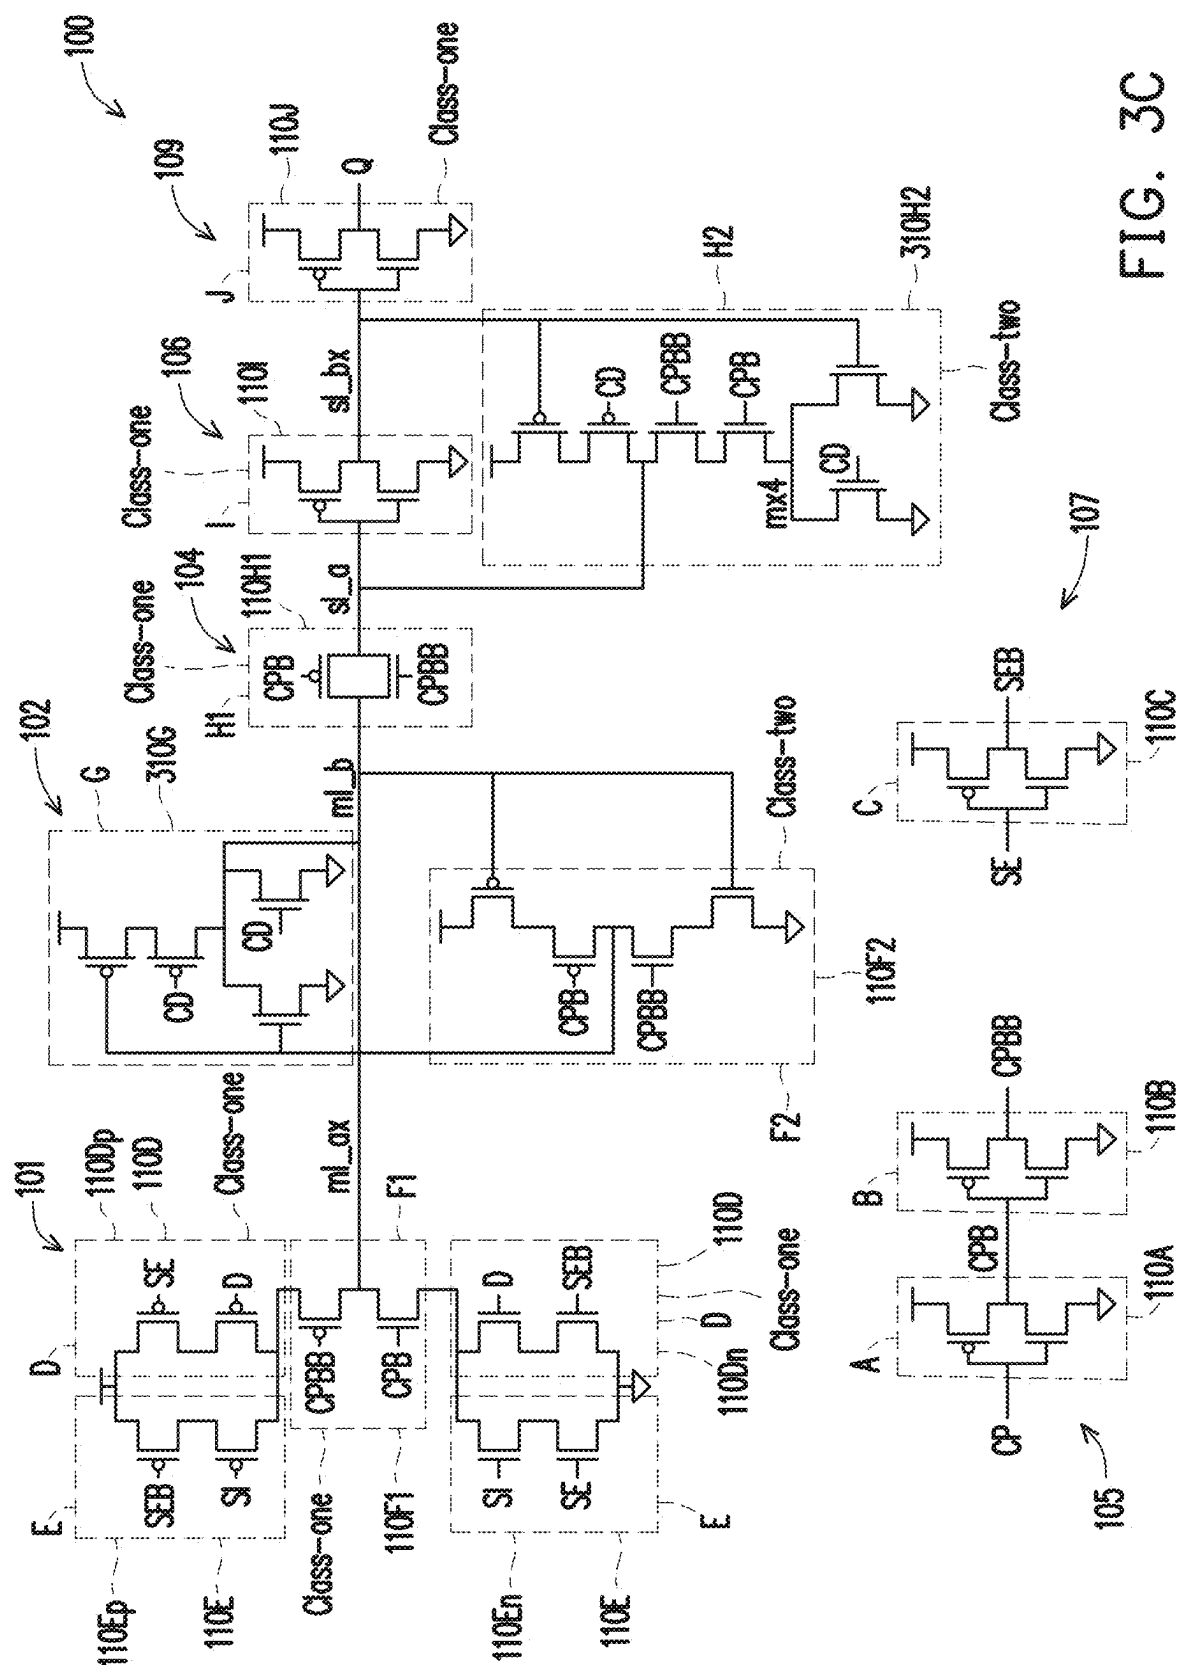 100
109
110J
Class-one
J
Q
106
110I
Class-one
I
sl_bx
H2
310H2
Class-two
CD
CPBB
CPB
mx4
CD
104
110H1
Class-one
H1
CPB
CPBB
sl_a
102
G
310G
CD
CD
ml_b
Class-two
CPB
CPBB
110F2
F2
ml_ax
101
110Dp
110D
Class-one
D
SE
D
E
SEB
SI
110Ep
110E
F1
CPBB
CPB
Class-one
110F1
D
SEB
110D
Class-one
D
110Dn
SI
SE
E
110En
110E
105
CP
A
110A
CPB
B
110B
CPBB
107
SE
C
110C
SEB
FIG. 3C